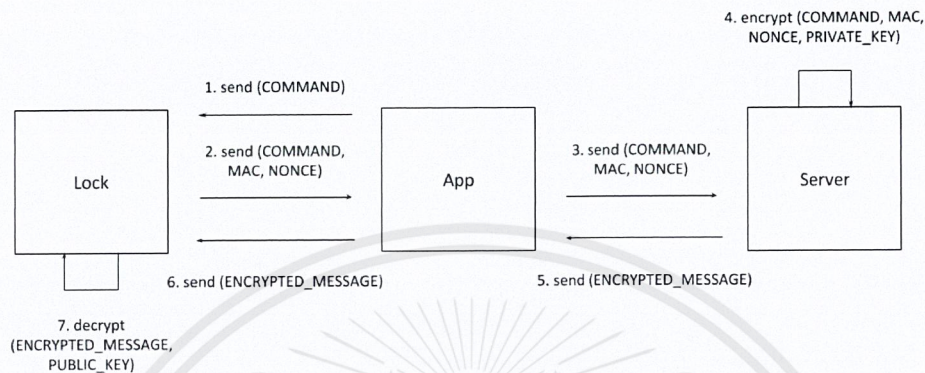 4. encrypt (COMMAND, MAC,
NONCE, PRIVATE_KEY)
1. send (COMMAND)
2. send (COMMAND,
MAC, NONCE)
3. send (COMMAND,
MAC, NONCE)
Lock
App
Server
6. send (ENCRYPTED_MESSAGE)
5. send (ENCRYPTED_MESSAGE)
7. decrypt
(ENCRYPTED_MESSAGE,
PUBLIC_KEY)